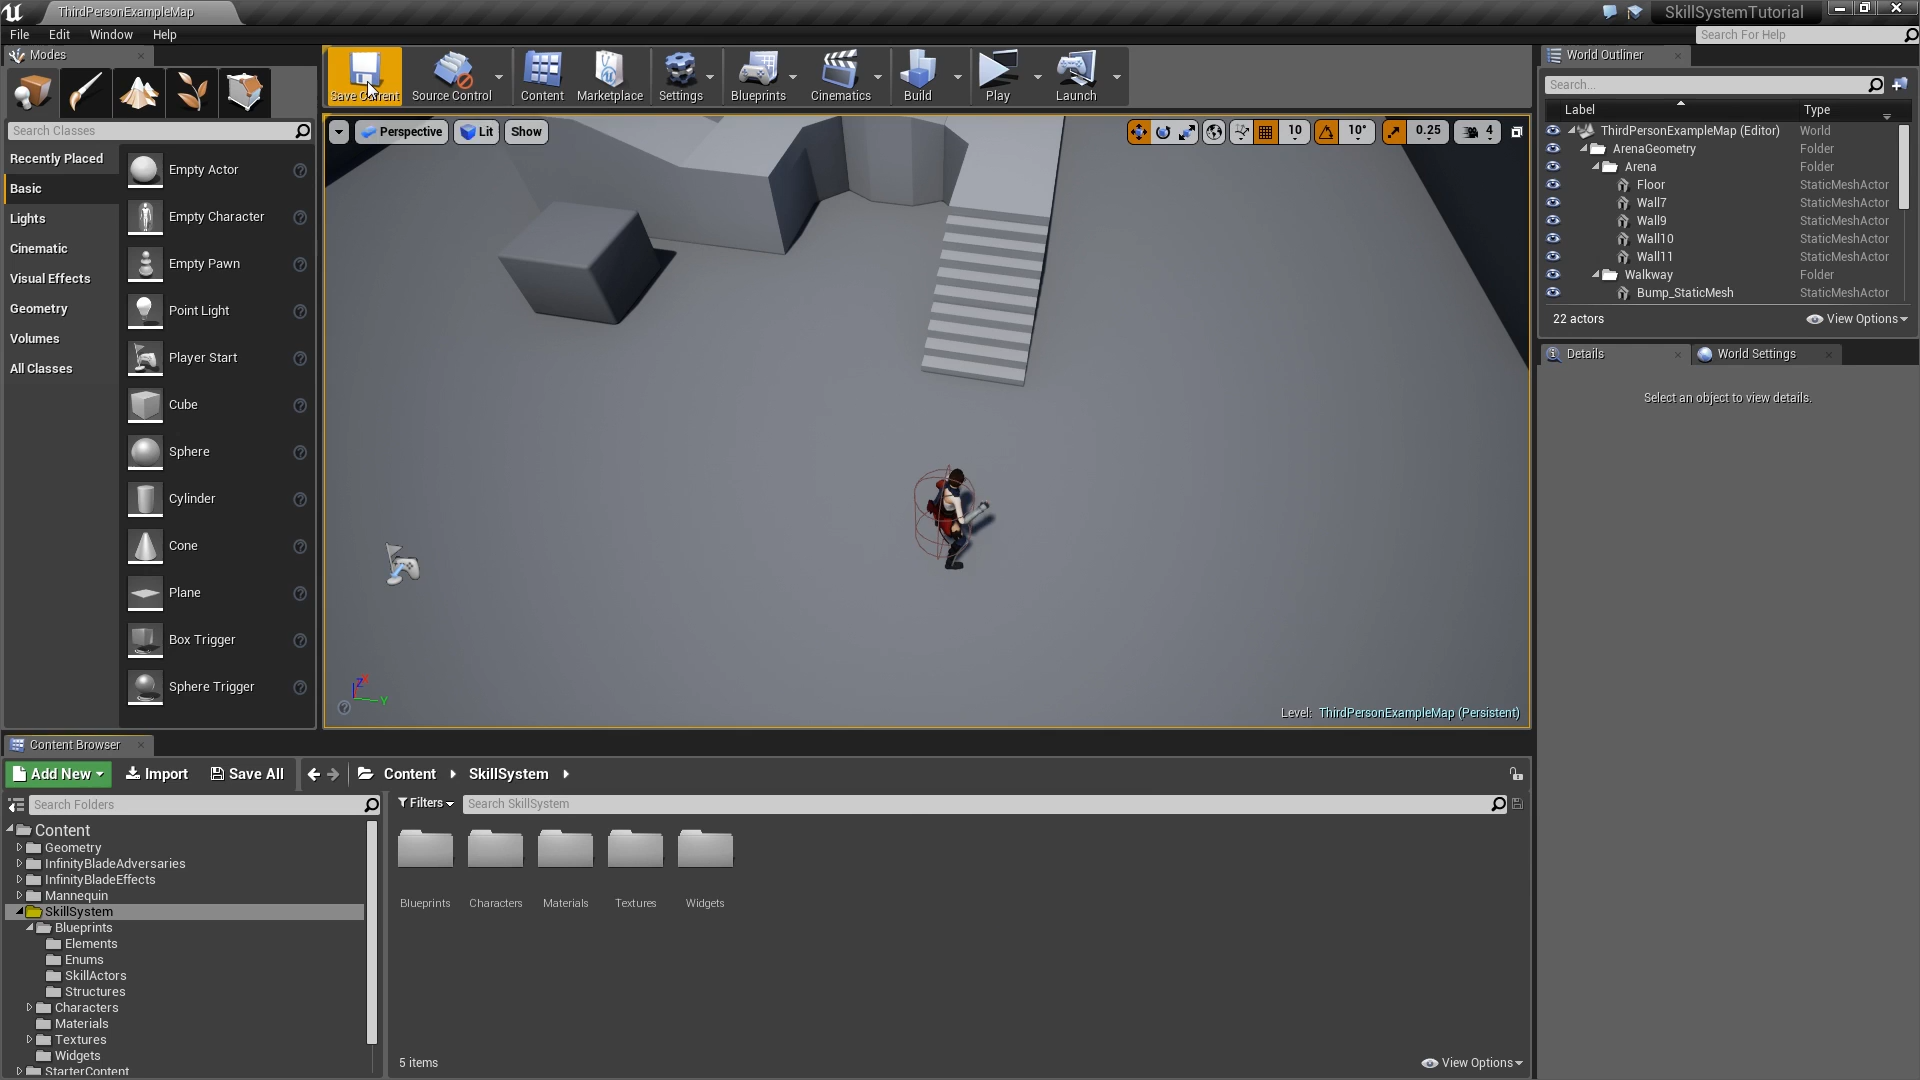 ThirdPersonExampleMap
SkillSystemTutorial
File Edit Window Help
Search For Help
Modes
Save Current
Source Control
Content
Marketplace
Settings
Blueprints
Cinematics
Build
Play
Launch
World Outliner
Search...
Search Classes
Perspective
Lit
Show
10
10°
0.25
4
Label Type
ThirdPersonExampleMap (Editor) World
ArenaGeometry Folder
Arena Folder
Floor StaticMeshActor
Wall7 StaticMeshActor
Wall9 StaticMeshActor
Wall10 StaticMeshActor
Wall11 StaticMeshActor
Walkway Folder
Bump_StaticMesh StaticMeshActor
22 actors View Options
Recently Placed
Basic
Lights
Cinematic
Visual Effects
Geometry
Volumes
All Classes
Empty Actor
Empty Character
Empty Pawn
Point Light
Player Start
Cube
Sphere
Cylinder
Cone
Plane
Box Trigger
Sphere Trigger
Details World Settings
Select an object to view details.
Z X Y
Level: ThirdPersonExampleMap (Persistent)
Content Browser
Add New Import Save All Content SkillSystem
Search Folders
Filters Search SkillSystem
Content
Geometry
InfinityBladeAdversaries
InfinityBladeEffects
Mannequin
SkillSystem
Blueprints
Elements
Enums
SkillActors
Structures
Characters
Materials
Textures
Widgets
StarterContent
Blueprints Characters Materials Textures Widgets
5 items View Options